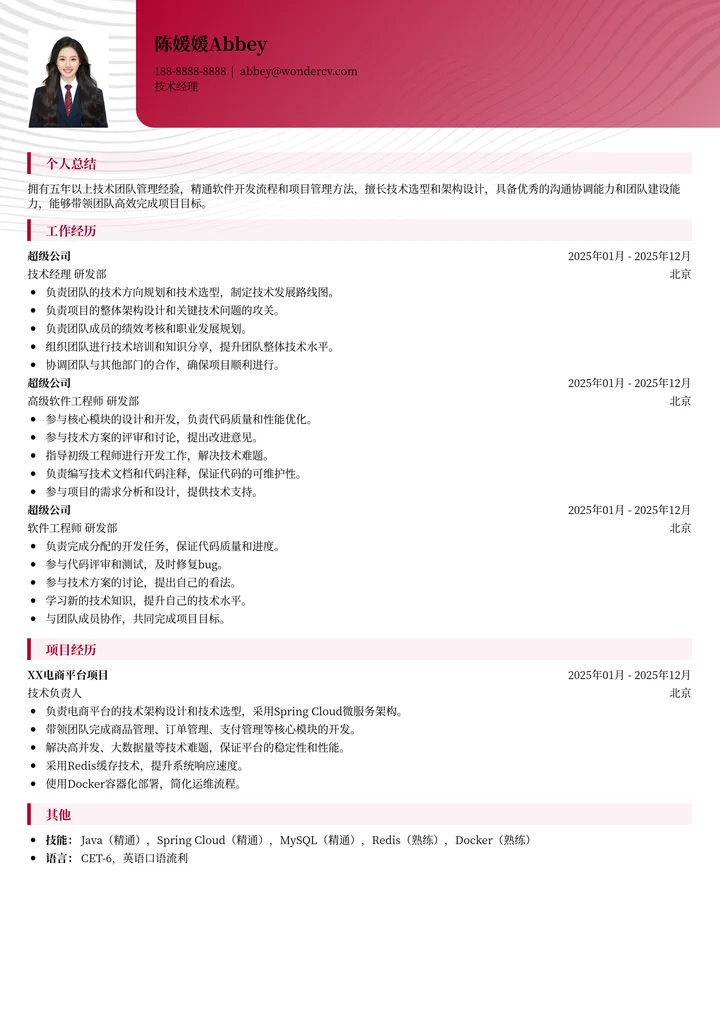 陈媛媛Abbey
188-8888-8888 | abbey@wondercv.com
技术经理
个人总结
拥有五年以上技术团队管理经验，精通软件开发流程和项目管理方法，擅长技术选型和架构设计，具备优秀的沟通协调能力和团队建设能
力，能够带领团队高效完成项目目标。
工作经历
超级公司 2025年01月 - 2025年12月
技术经理 研发部 北京
• 负责团队的技术方向规划和技术选型，制定技术发展路线图。
• 负责项目的整体架构设计和关键技术问题的攻关。
• 负责团队成员的绩效考核和职业发展规划。
• 组织团队进行技术培训和知识分享，提升团队整体技术水平。
• 协调团队与其他部门的合作，确保项目顺利进行。
超级公司 2025年01月 - 2025年12月
高级软件工程师 研发部 北京
• 参与核心模块的设计和开发，负责代码质量和性能优化。
• 参与技术方案的评审和讨论，提出改进意见。
• 指导初级工程师进行开发工作，解决技术难题。
• 负责编写技术文档和代码注释，保证代码的可维护性。
• 参与项目的需求分析和设计，提供技术支持。
超级公司 2025年01月 - 2025年12月
软件工程师 研发部 北京
• 负责完成分配的开发任务，保证代码质量和进度。
• 参与代码评审和测试，及时修复bug。
• 参与技术方案的讨论，提出自己的看法。
• 学习新的技术知识，提升自己的技术水平。
• 与团队成员协作，共同完成项目目标。
项目经历
XX电商平台项目 2025年01月 - 2025年12月
技术负责人 北京
• 负责电商平台的技术架构设计和技术选型，采用Spring Cloud微服务架构。
• 带领团队完成商品管理、订单管理、支付管理等核心模块的开发。
• 解决高并发、大数据量等技术难题，保证平台的稳定性和性能。
• 采用Redis缓存技术，提升系统响应速度。
• 使用Docker容器化部署，简化运维流程。
其他
• 技能： Java（精通），Spring Cloud（精通），MySQL（精通），Redis（熟练），Docker（熟练）
• 语言： CET-6，英语口语流利